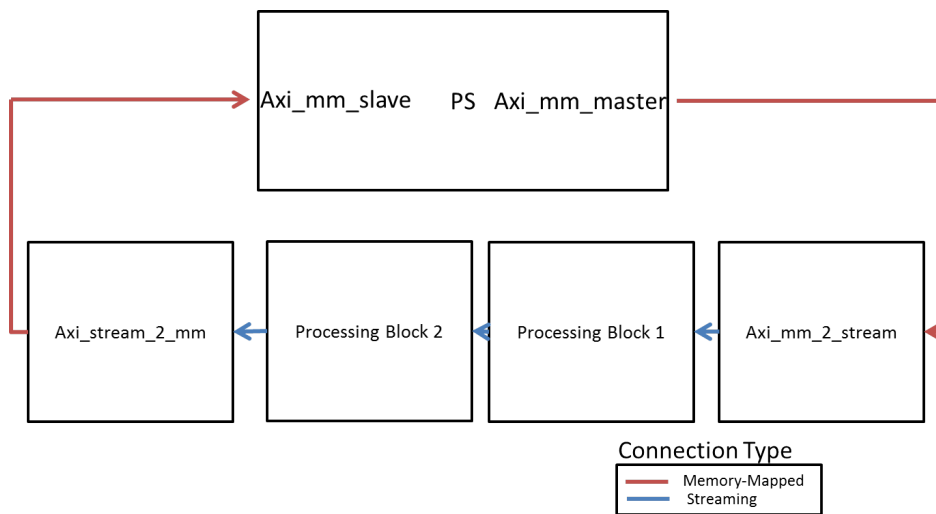 Axi_mm_slave PS Axi_mm_master
Axi_stream_2_mm
Processing Block 2
Processing Block 1
Axi_mm_2_stream
Connection Type
Memory-Mapped
Streaming